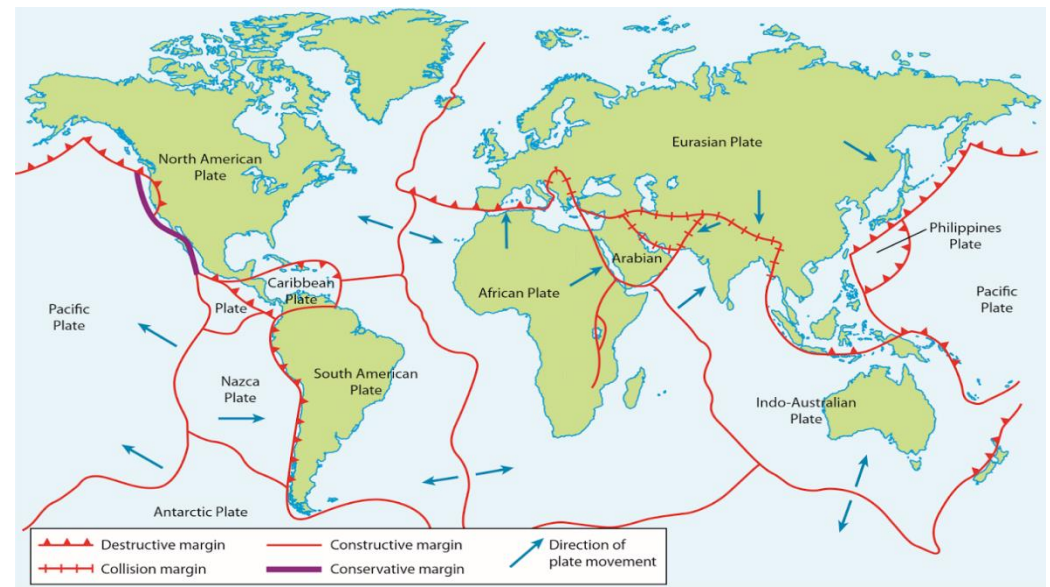 North American
Plate
Eurasian Plate
Philippines
Plate
Caribbean
Plate
Arabian
African Plate
Pacific
Plate
Plate
Pacific
Plate
Nazca
Plate
South American
Plate
Indo-Australian
Plate
Antarctic Plate
Destructive margin
Constructive margin
Direction of
plate movement
Collision margin
Conservative margin